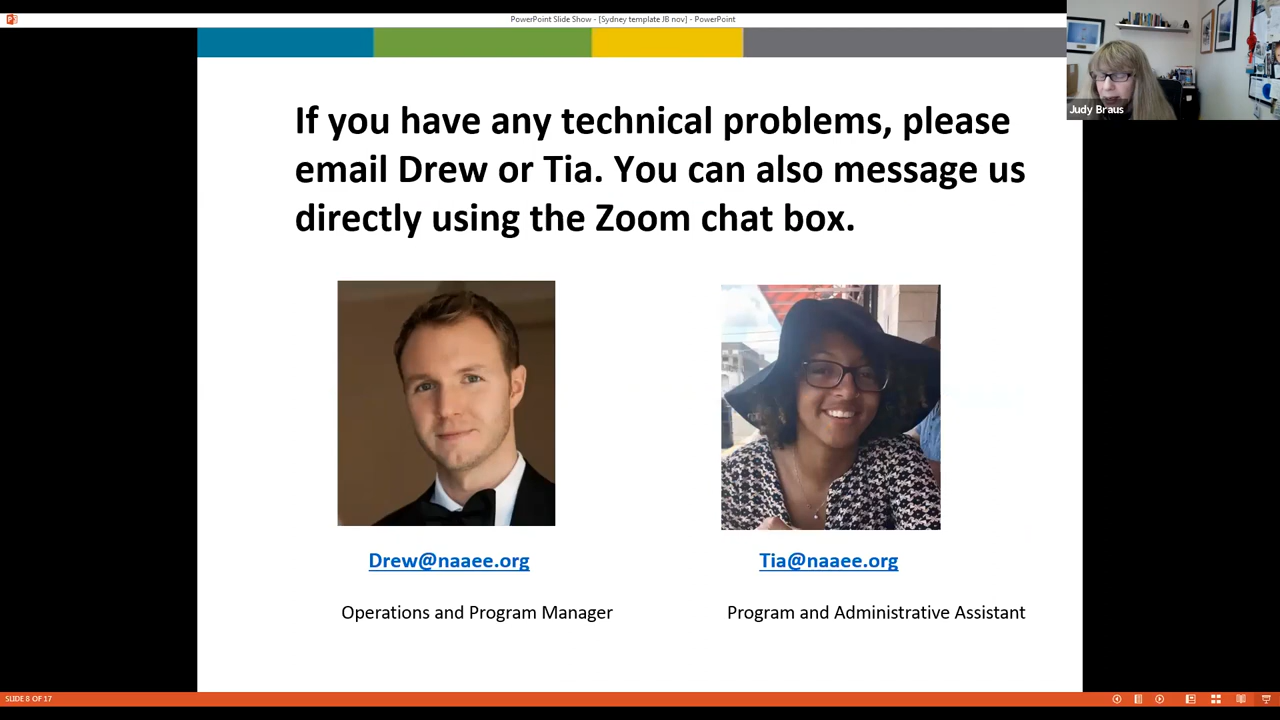 PowerPoint Slide Show - [Sydney template JB nov] - PowerPoint
Judy Braus
If you have any technical problems, please
email Drew or Tia. You can also message us
directly using the Zoom chat box.
Drew@naaee.org
Tia@naaee.org
Operations and Program Manager
Program and Administrative Assistant
SLIDE 8 OF 17